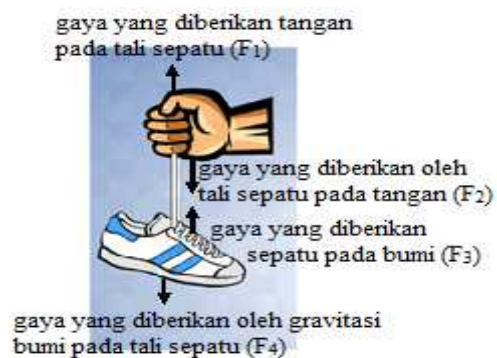 gaya yang diberikan tangan
pada tali sepatu (F1)
gaya yang diberikan oleh
tali sepatu pada tangan (F2)
gaya yang diberikan
sepatu pada bumi (F3)
gaya yang diberikan oleh gravitasi
bumi pada tali sepatu (F4)